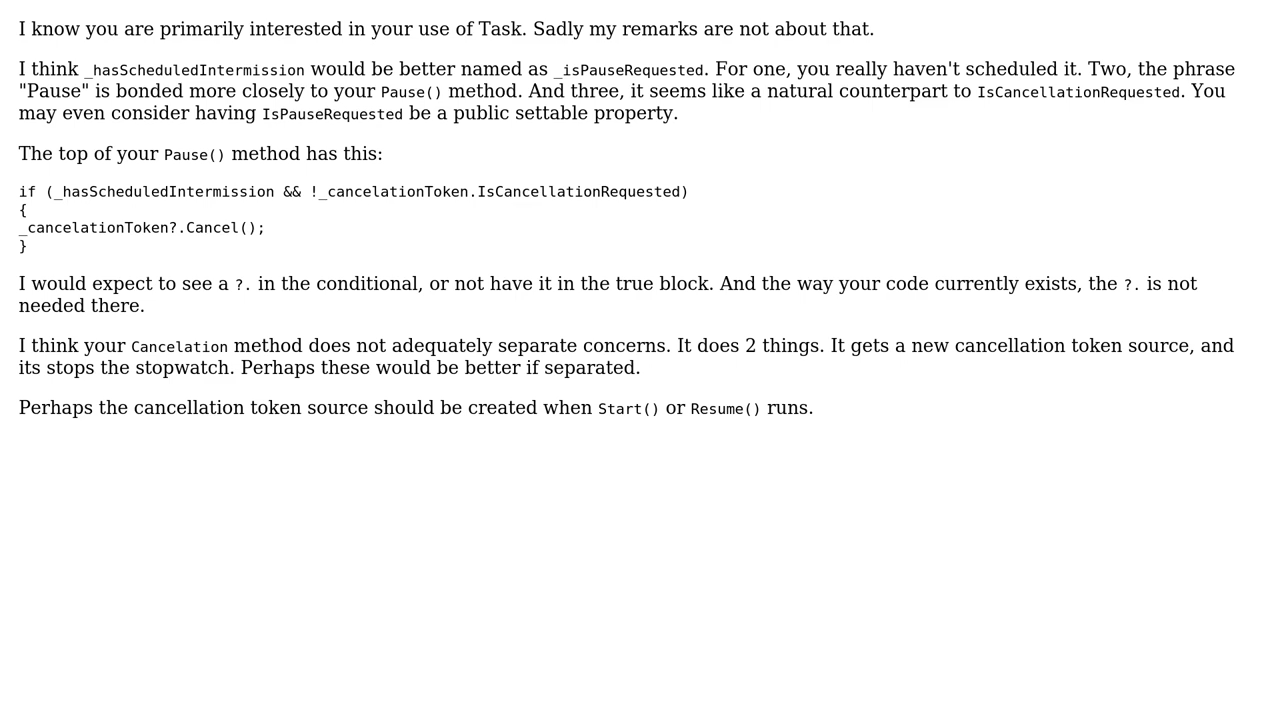 I know you are primarily interested in your use of Task. Sadly my remarks are not about that.
I think _hasScheduledIntermission would be better named as _isPauseRequested. For one, you really haven't scheduled it. Two, the phrase
"Pause" is bonded more closely to your Pause() method. And three, it seems like a natural counterpart to IsCancellationRequested. You
may even consider having IsPauseRequested be a public settable property.
The top of your Pause() method has this:
if (_hasScheduledIntermission && !_cancelationToken.IsCancellationRequested)
{
_cancelationToken?.Cancel();
}
I would expect to see a ?. in the conditional, or not have it in the true block. And the way your code currently exists, the ?. is not
needed there.
I think your Cancelation method does not adequately separate concerns. It does 2 things. It gets a new cancellation token source, and
its stops the stopwatch. Perhaps these would be better if separated.
Perhaps the cancellation token source should be created when Start() or Resume() runs.